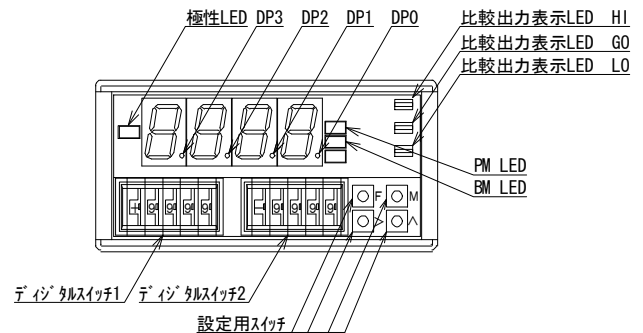 極性LED DP3 DP2 DP1 DP0 比較出力表示LED HI
比較出力表示LED GO
比較出力表示LED LO
PM LED
BM LED
F M
> ∧
ディジタルスイッチ1 ディジタルスイッチ2
設定用スイッチ